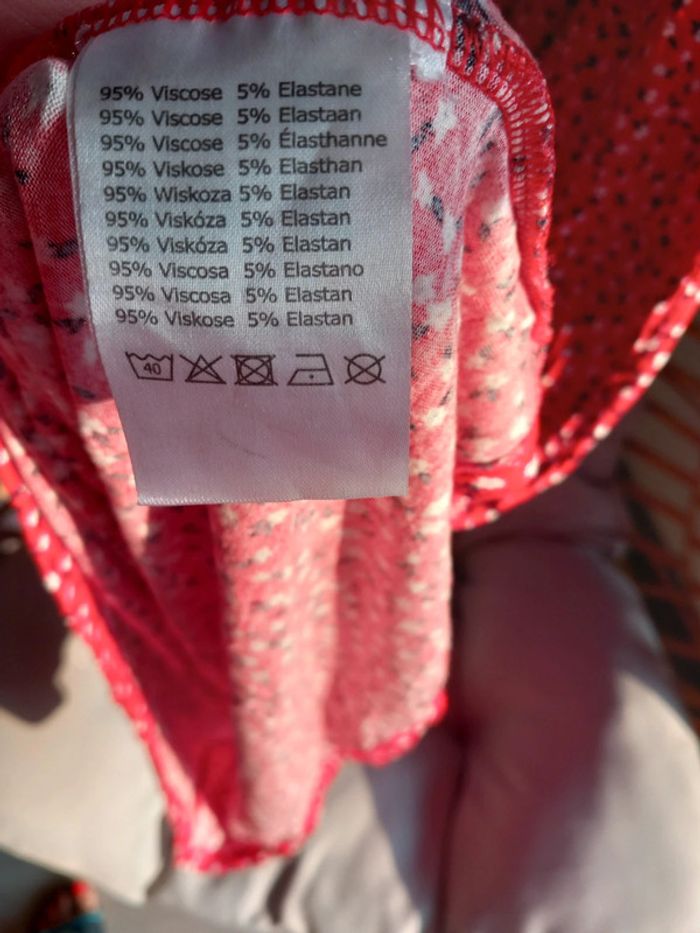 95% Viscose 5% Elastane
95% Viscose 5% Elastaan
95% Viscose 5% Élasthanne
95% Viskose 5% Elasthan
95% Wiskoza 5% Elastan
95% Viskóza 5% Elastan
95% Viskóza 5% Elastan
95% Viscosa 5% Elastano
95% Viscosa 5% Elastan
95% Viskose 5% Elastan
40